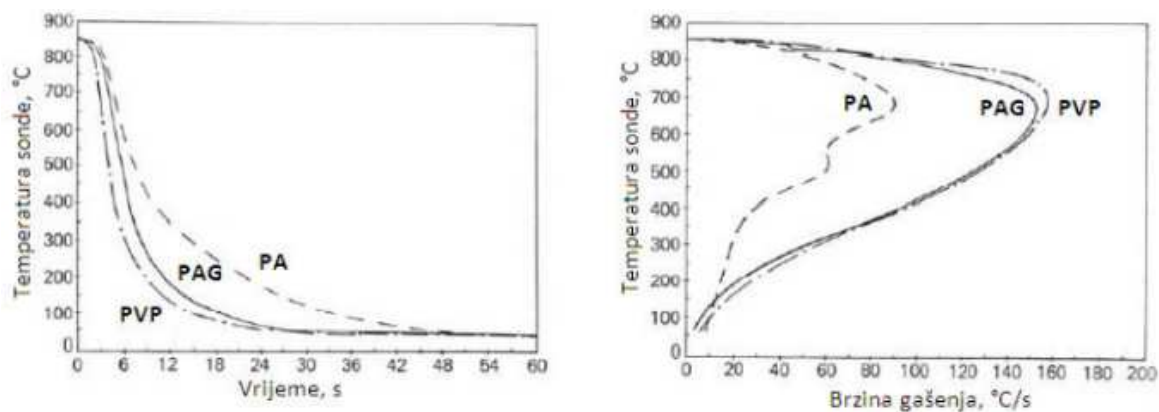 Temperatura sonde, °C
900
800
700
600
500
400
300
200
100
0
PVP
PAG
PA
0 6 12 18 24 30 36 42 48 54 60
Vrijeme, s
Temperatura sonde, °C
900
800
700
600
500
400
300
200
100
0
PA
PAG
PVP
0 20 40 60 80 100 120 140 160 180 200
Brzina gašenja, °C/s